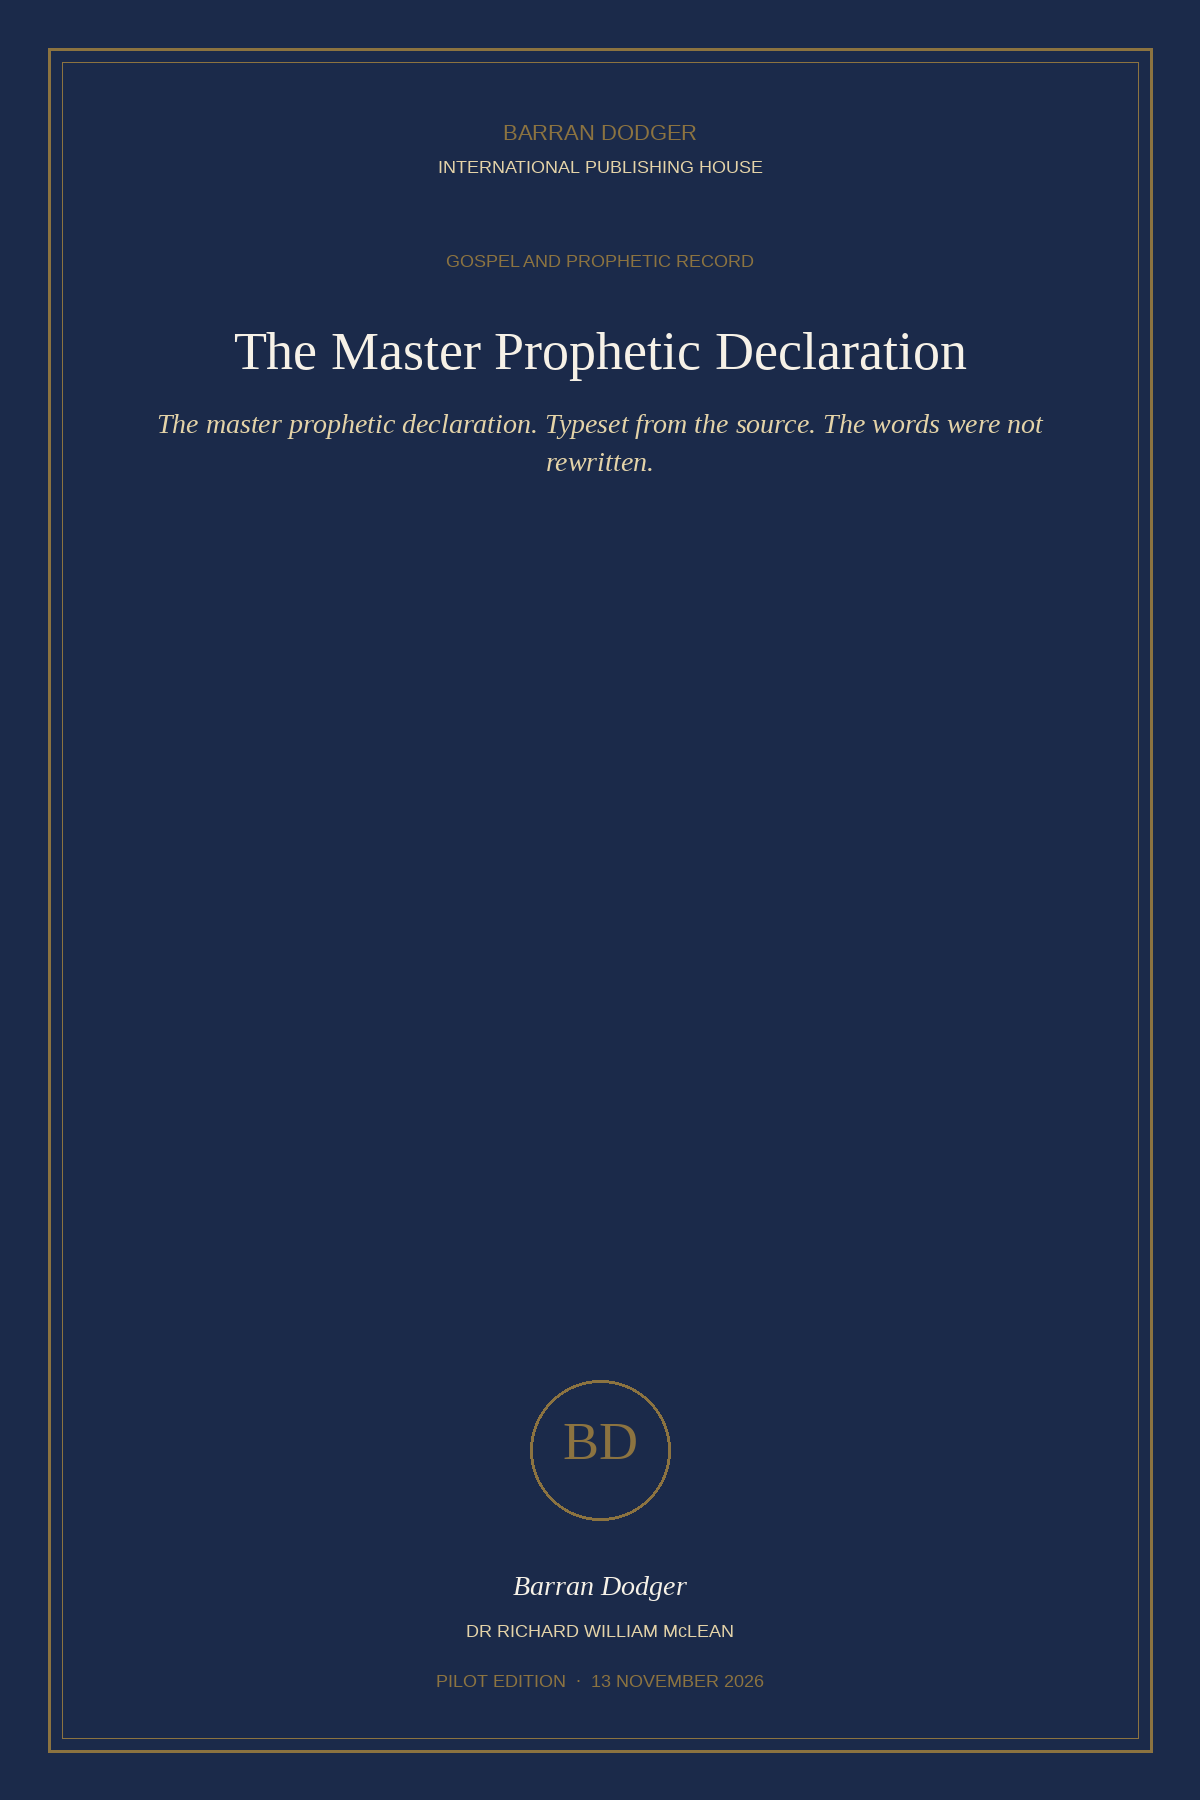 BARRAN DODGER
INTERNATIONAL PUBLISHING HOUSE
GOSPEL AND PROPHETIC RECORD
The Master Prophetic Declaration
The master prophetic declaration. Typeset from the source. The words were not
rewritten.
BD
Barran Dodger
DR RICHARD WILLIAM McLEAN
PILOT EDITION · 13 NOVEMBER 2026